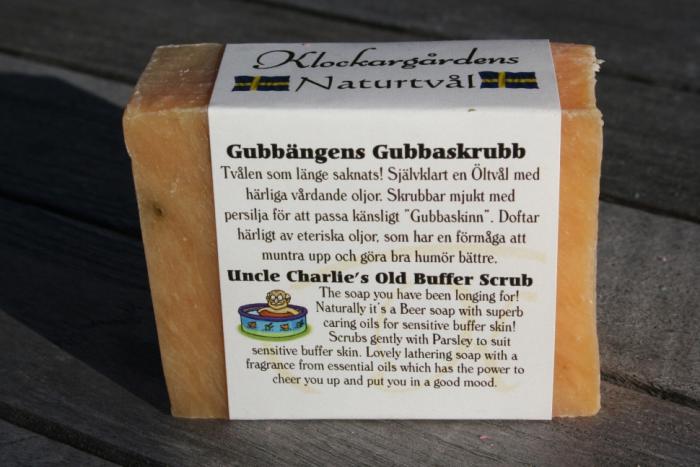 Klockargårdens
Naturtvål
Gubbängens Gubbaskrubb
Tvålen som länge saknats! Självklart en Öltvål med
härliga vårdande oljor. Skrubbar mjukt med
persilja för att passa känsligt "Gubbaskinn". Doftar
härligt av eteriska oljor, som har en förmåga att
muntra upp och göra bra humör bättre.
Uncle Charlie's Old Buffer Scrub
The soap you have been longing for!
Naturally it's a Beer soap with superb
caring oils for sensitive buffer skin!
Scrubs gently with Parsley to suit
sensitive buffer skin. Lovely lathering soap with a
fragrance from essential oils which has the power to
cheer you up and put you in a good mood.